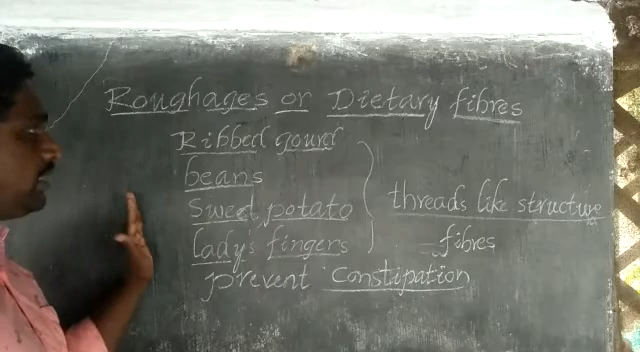 Roughages or Dietary fibres
Ribbed gourd
beans
Sweet potato
lady's fingers
threads like structure
fibres
prevent constipation